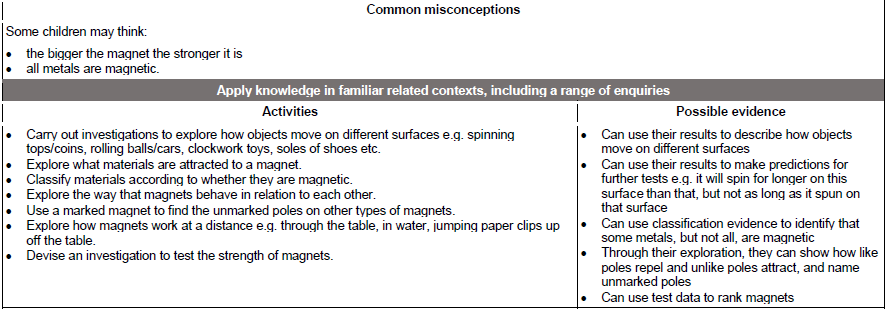 Common misconceptions
Some children may think:
• the bigger the magnet the stronger it is
• all metals are magnetic.
Apply knowledge in familiar related contexts, including a range of enquiries
Activities
• Carry out investigations to explore how objects move on different surfaces e.g. spinning
tops/coins, rolling balls/cars, clockwork toys, soles of shoes etc.
• Explore what materials are attracted to a magnet.
• Classify materials according to whether they are magnetic.
• Explore the way that magnets behave in relation to each other.
• Use a marked magnet to find the unmarked poles on other types of magnets.
• Explore how magnets work at a distance e.g. through the table, in water, jumping paper clips up
off the table.
• Devise an investigation to test the strength of magnets.
Possible evidence
• Can use their results to describe how objects
move on different surfaces
• Can use their results to make predictions for
further tests e.g. it will spin for longer on this
surface than that, but not as long as it spun on
that surface
• Can use classification evidence to identify that
some metals, but not all, are magnetic
• Through their exploration, they can show how like
poles repel and unlike poles attract, and name
unmarked poles
• Can use test data to rank magnets